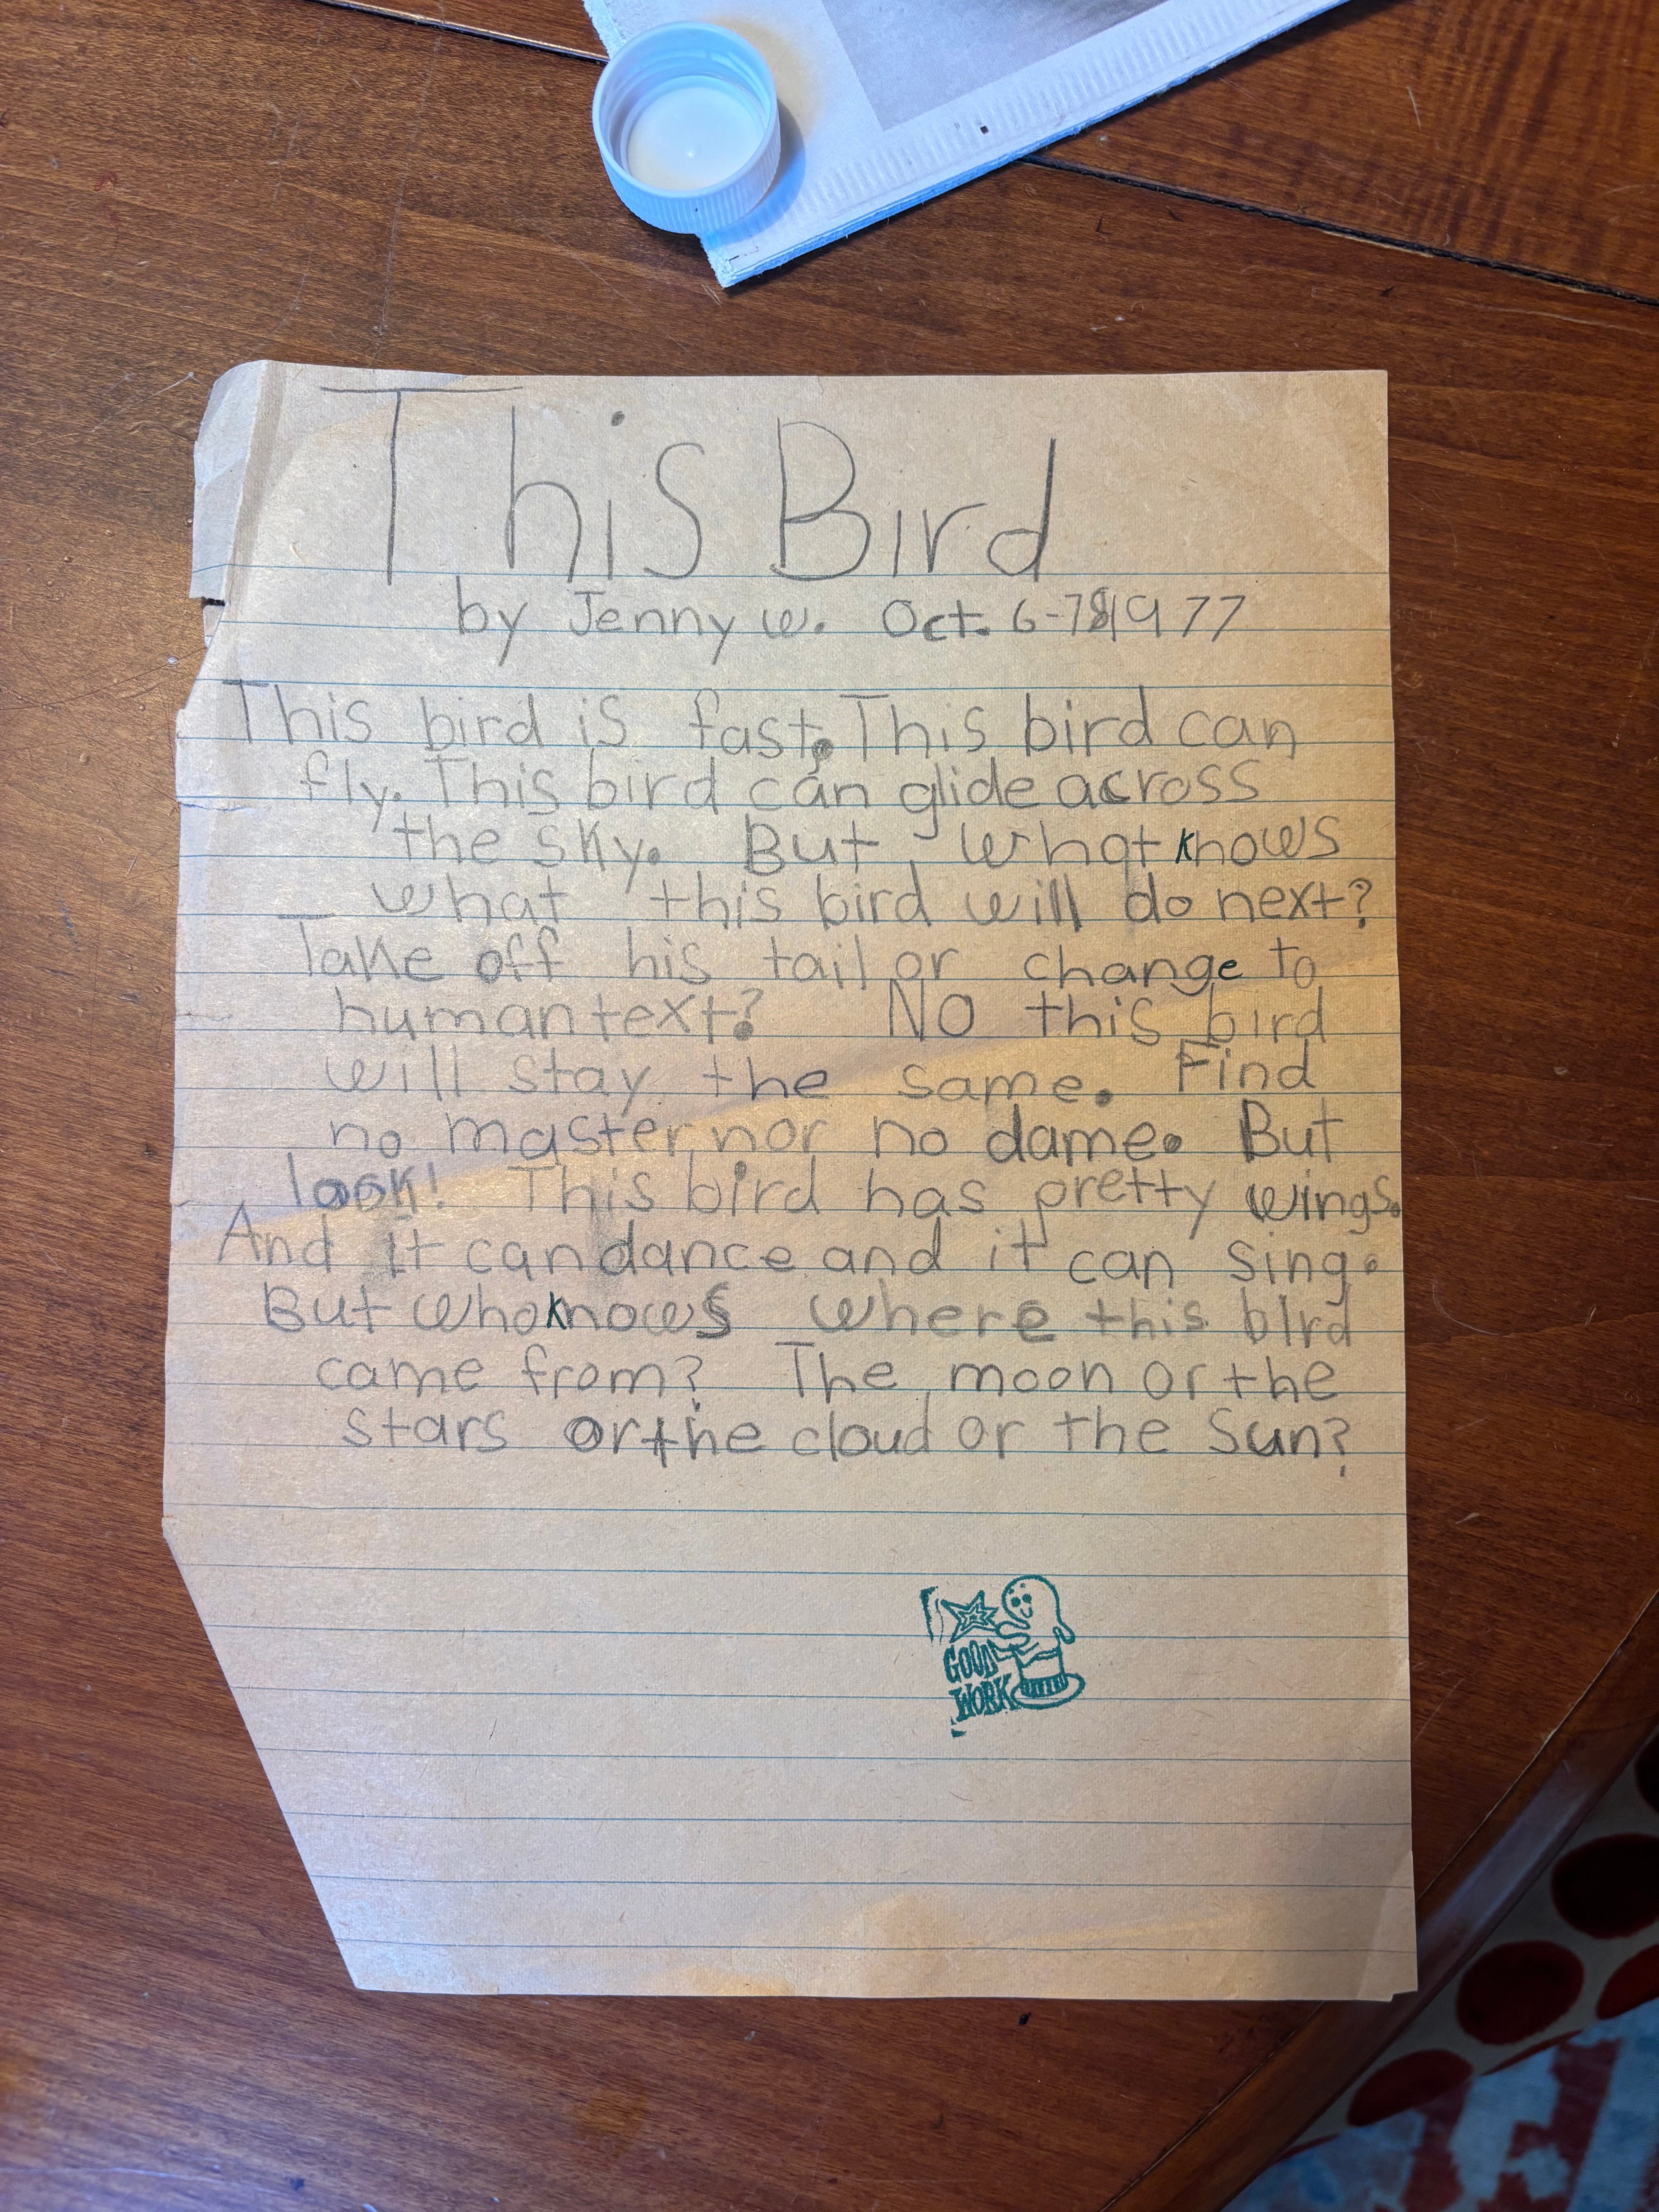 This Bird
by Jenny w. Oct. 6-78 1977
This bird is fast. This bird can
fly. This bird can glide across
the sky. But what knows
what this bird will do next?
Take off his tail or change to
human text? No this bird
will stay the same. Find
no master nor no dame. But
look! This bird has pretty wings.
And it can dance and it can sing.
But who knows where this bird
came from? The moon or the
stars or the cloud or the sun?
GOOD
WORK